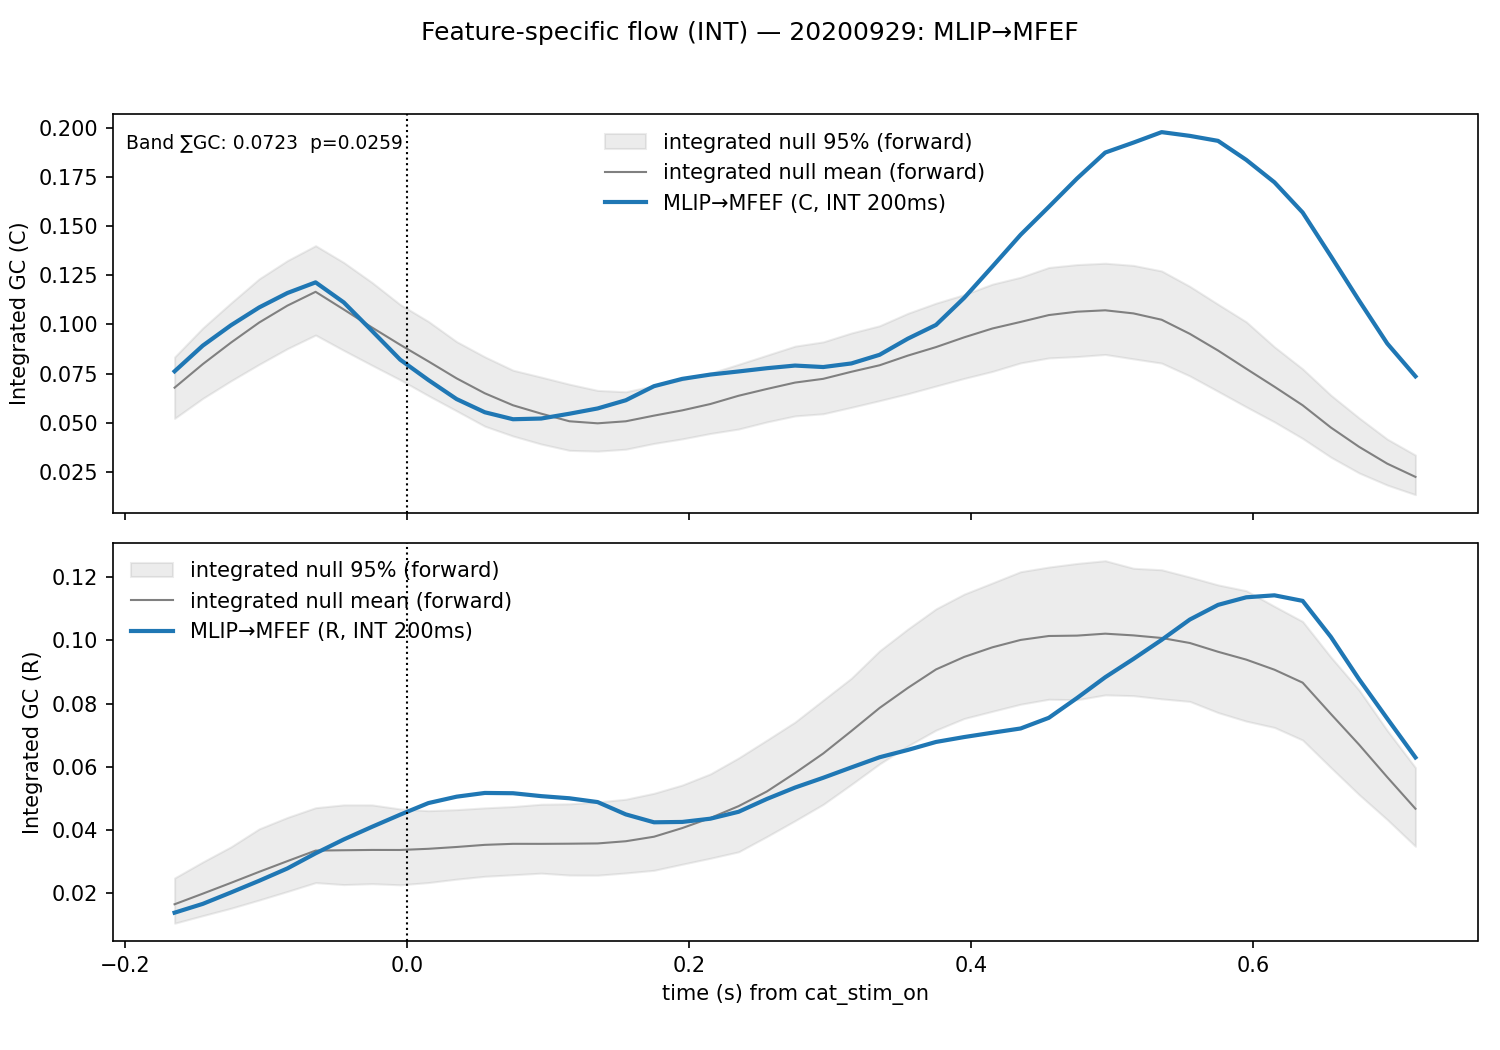 Feature-specific flow (INT) — 20200929: MLIP→MFEF
Band ∑GC: 0.0723  p=0.0259
integrated null 95% (forward)
integrated null mean (forward)
MLIP→MFEF (C, INT 200ms)
Integrated GC (C)
0.200
0.175
0.150
0.125
0.100
0.075
0.050
0.025
integrated null 95% (forward)
integrated null mean (forward)
MLIP→MFEF (R, INT 200ms)
Integrated GC (R)
0.12
0.10
0.08
0.06
0.04
0.02
−0.2 0.0 0.2 0.4 0.6
time (s) from cat_stim_on